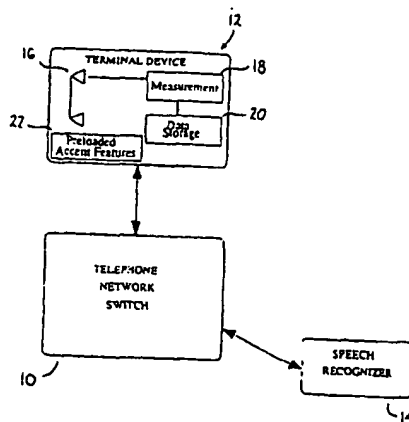 12
16
TERMINAL DEVICE
18
Measurement
22
20
Data
Storage
Preloaded
Access Features
TELEPHONE
NETWORK
SWITCH
SPEECH
RECOGNIZER
10
14